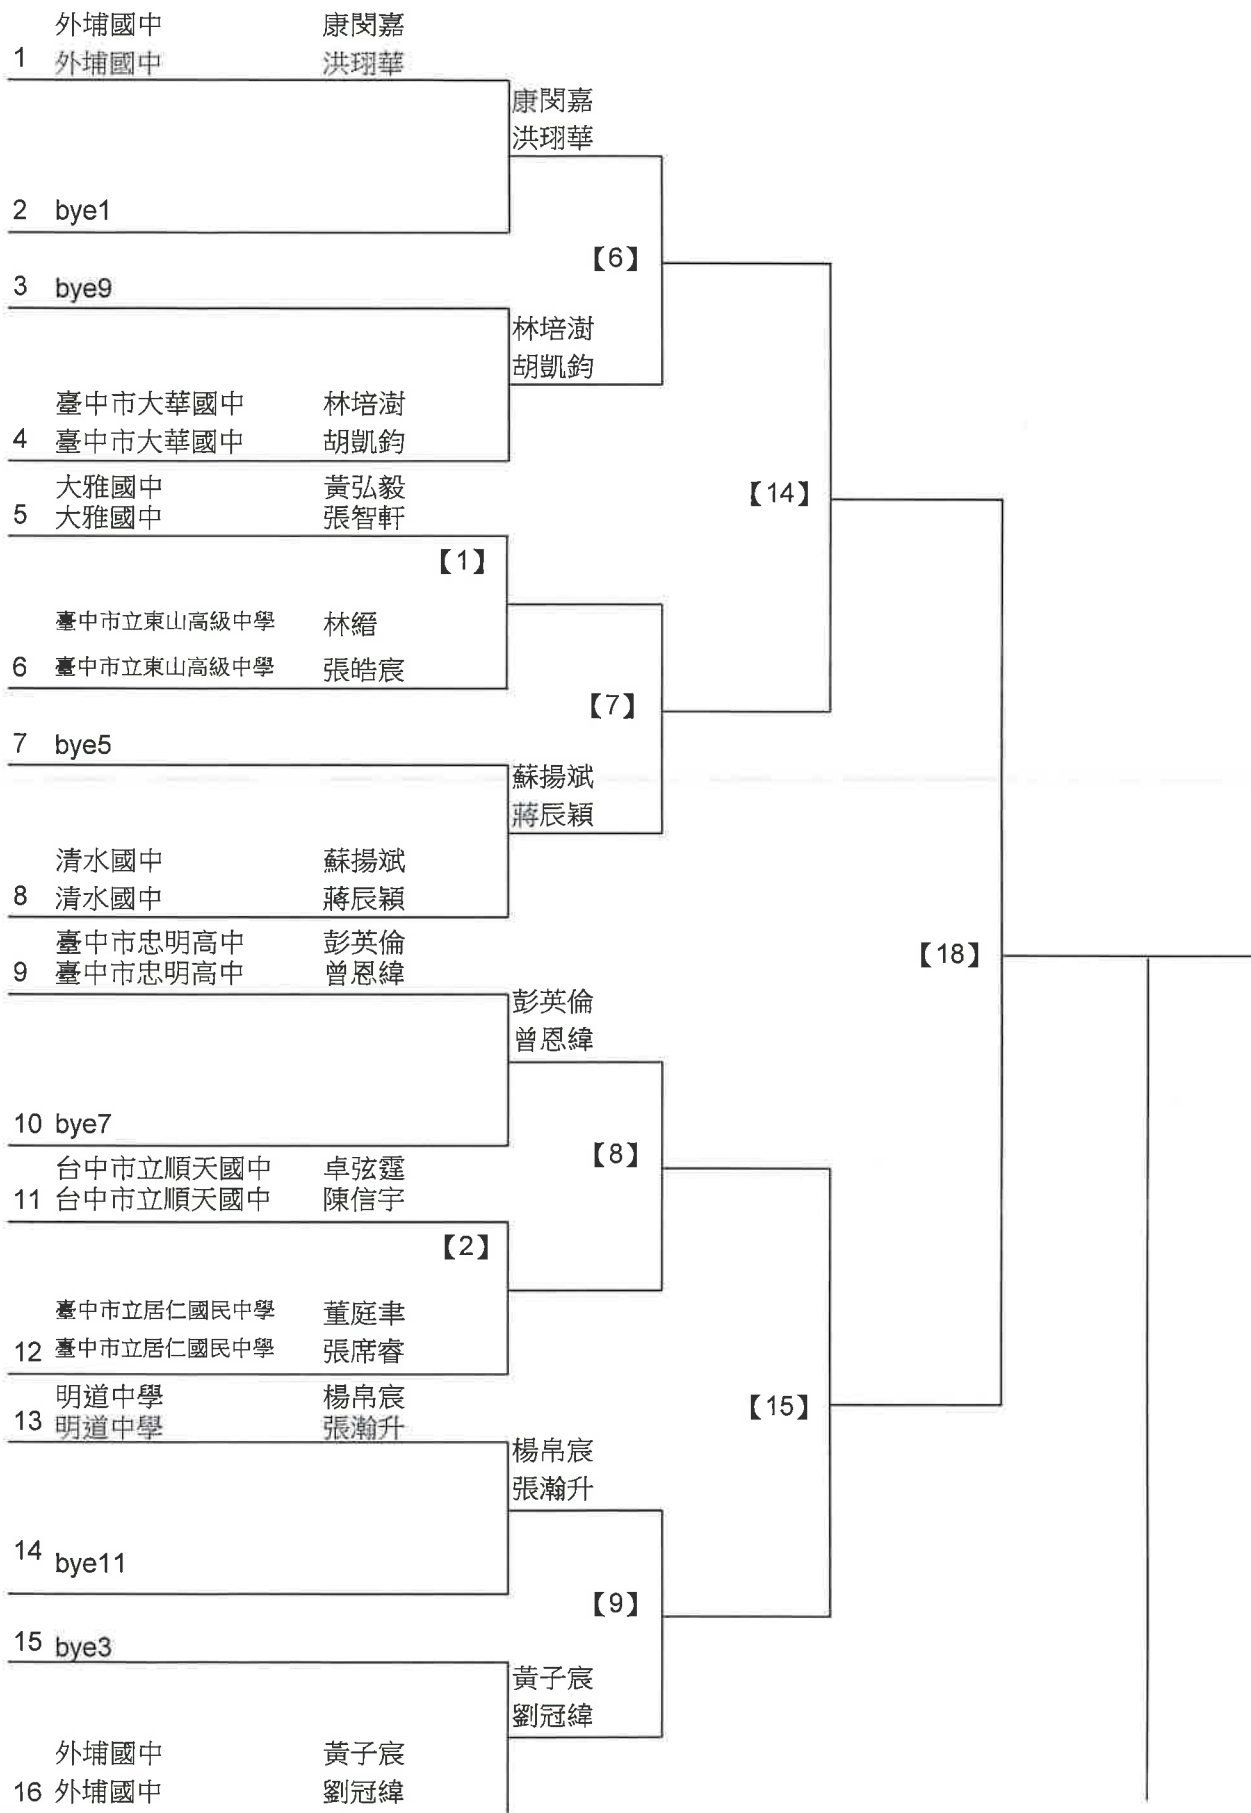 外埔國中 康閔嘉
1 外埔國中 洪珝華
康閔嘉
洪珝華
2 bye1
【6】
3 bye9
林培澍
胡凱鈞
臺中市大華國中 林培澍
4 臺中市大華國中 胡凱鈞
大雅國中 黃弘毅
5 大雅國中 張智軒
【14】
【1】
臺中市立東山高級中學 林縉
6 臺中市立東山高級中學 張皓宸
【7】
7 bye5
蘇揚斌
蔣辰穎
清水國中 蘇揚斌
8 清水國中 蔣辰穎
臺中市忠明高中 彭英倫
9 臺中市忠明高中 曾恩緯
【18】
彭英倫
曾恩緯
10 bye7
【8】
台中市立順天國中 卓弦霆
11 台中市立順天國中 陳信宇
【2】
臺中市立居仁國民中學 董庭聿
12 臺中市立居仁國民中學 張席睿
明道中學 楊帛宸
13 明道中學 張瀚升
【15】
楊帛宸
張瀚升
14 bye11
【9】
15 bye3
黃子宸
劉冠緯
外埔國中 黃子宸
16 外埔國中 劉冠緯